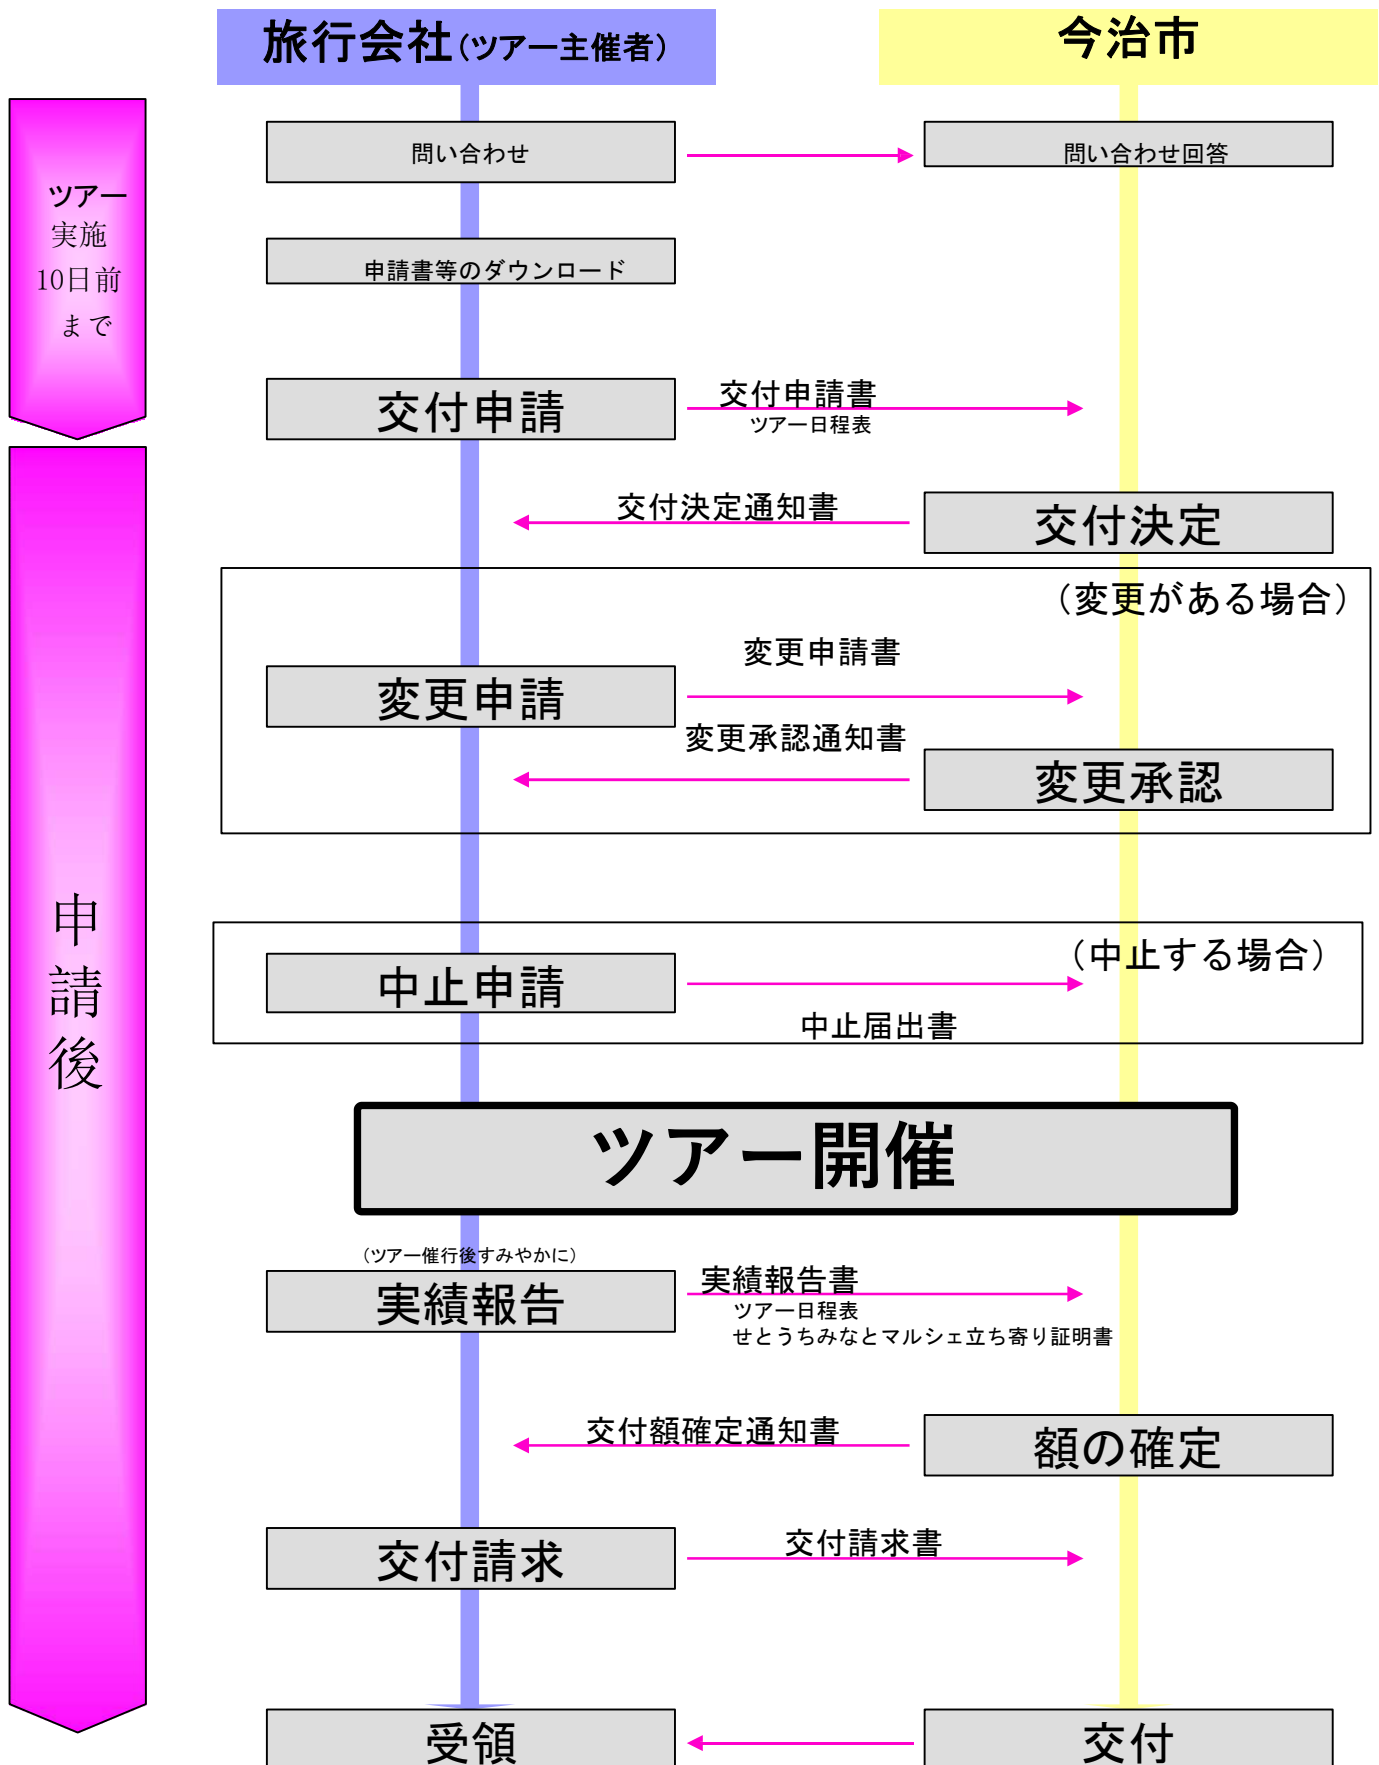 旅行会社（ツアー主催者）
今治市
ツアー
実施
10日前
まで
問い合わせ
問い合わせ回答
申請書等のダウンロード
交付申請
交付申請書
ツアー日程表
交付決定通知書
交付決定
申
請
後
（変更がある場合）
変更申請書
変更申請
変更承認通知書
変更承認
（中止する場合）
中止申請
中止届出書
ツアー開催
（ツアー催行後すみやかに）
実績報告
実績報告書
ツアー日程表
せとうちみなとマルシェ立ち寄り証明書
交付額確定通知書
額の確定
交付請求
交付請求書
受領
交付